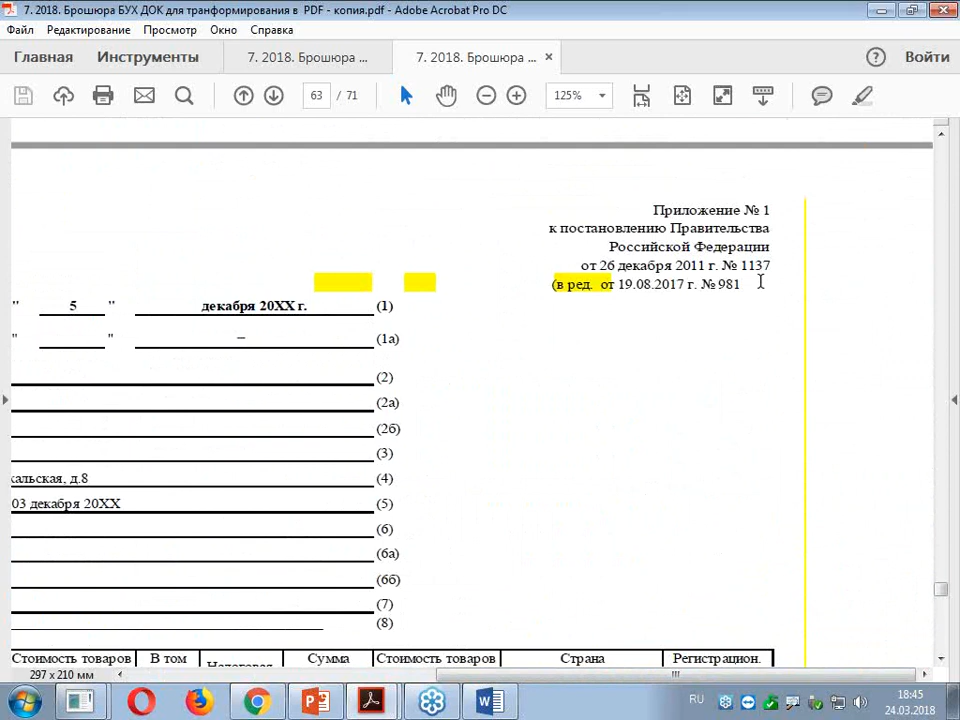 7. 2018. Брошюра БУХ ДОК для транформирования в  PDF - копия.pdf - Adobe Acrobat Pro DC
Файл Редактирование Просмотр Окно Справка
Главная Инструменты 7. 2018. Брошюра ... 7. 2018. Брошюра ... × ? Войти
63 / 71 125%
Приложение № 1
к постановлению Правительства
Российской Федерации
от 26 декабря 2011 г. № 1137
(в ред.  от 19.08.2017 г. № 981
" 5 " декабря 20ХХ г. (1)
" " – (1а)
(2)
(2а)
(2б)
(3)
кальская, д.8 (4)
03 декабря 20ХХ (5)
(6)
(6а)
(6б)
(7)
(8)
Стоимость товаров В том Налоговая Сумма Стоимость товаров Страна Регистрацион.
297 x 210 мм
RU 18:45
24.03.2018